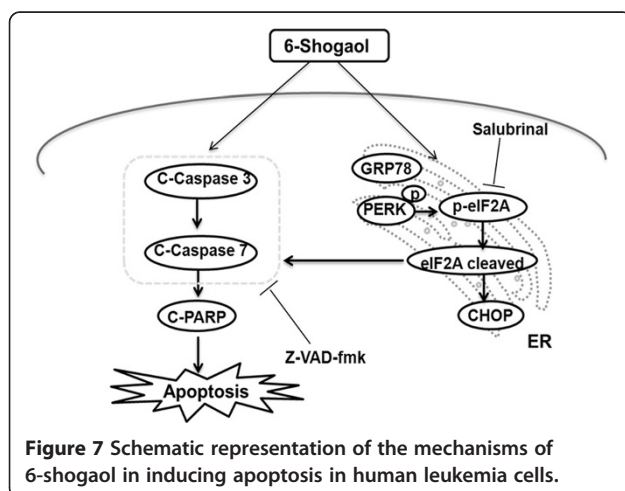 6-Shogaol
Salubrinal
GRP78
C-Caspase 3
p
PERK
p-eIF2A
C-Caspase 7
eIF2A cleaved
C-PARP
CHOP
ER
Z-VAD-fmk
Apoptosis
Figure 7 Schematic representation of the mechanisms of
6-shogaol in inducing apoptosis in human leukemia cells.